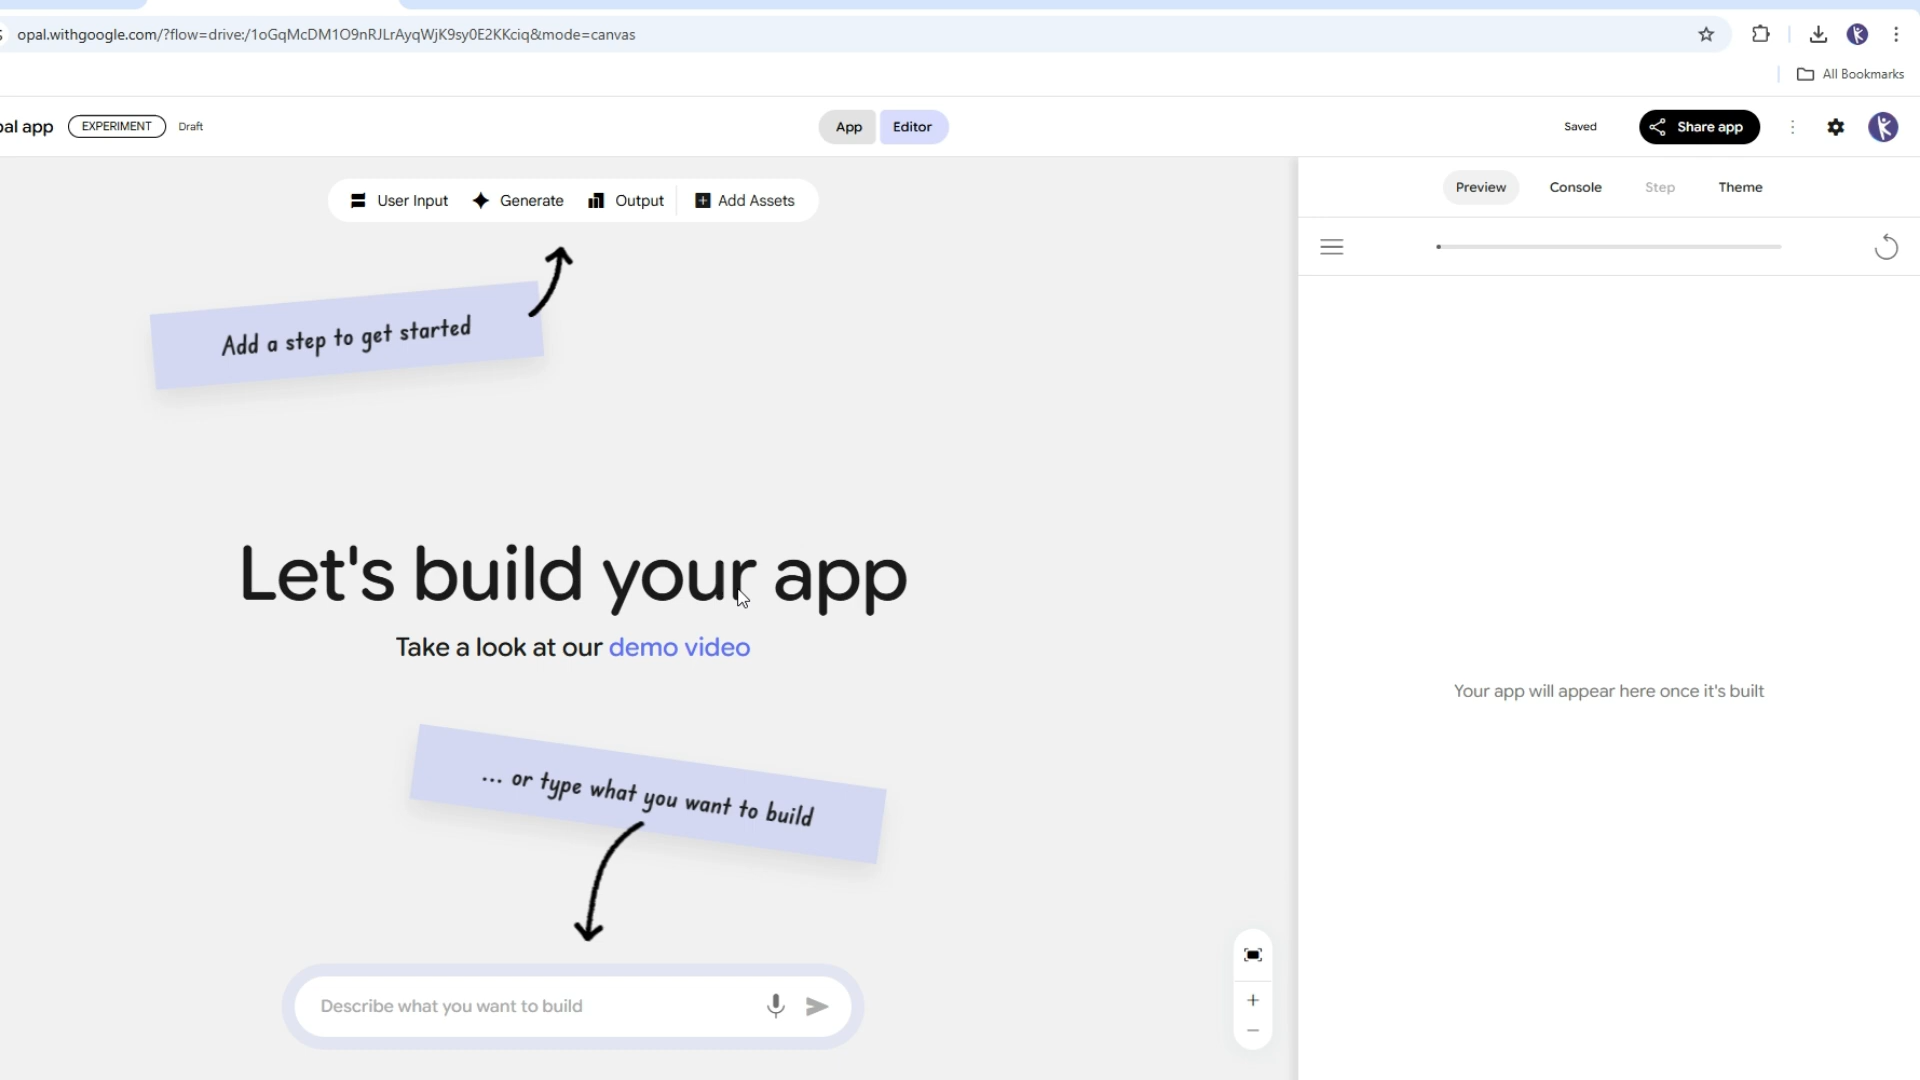 opal.withgoogle.com/?flow=drive:/1oGqMcDM1O9nRJLrAyqWjK9sy0E2KKciq&mode=canvas
All Bookmarks
pal app EXPERIMENT Draft App Editor Saved Share app
User Input Generate Output Add Assets
Preview Console Step Theme
Add a step to get started
Let's build your app
Take a look at our demo video
Your app will appear here once it's built
... or type what you want to build
Describe what you want to build